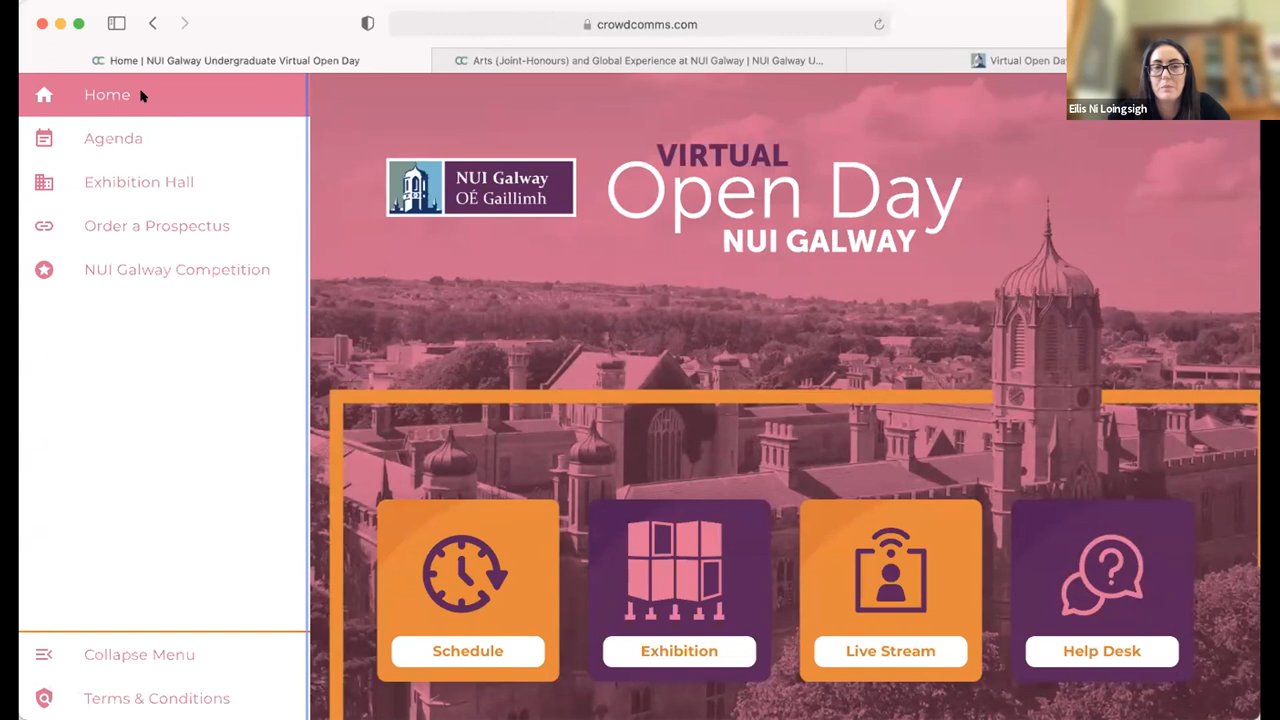 crowdcomms.com
Home | NUI Galway Undergraduate Virtual Open Day
Arts (Joint-Honours) and Global Experience at NUI Galway | NUI Galway U...
Virtual Open Day
Eilis Ni Loingsigh
Home
Agenda
Exhibition Hall
Order a Prospectus
NUI Galway Competition
NUI Galway
OÉ Gaillimh
VIRTUAL
Open Day
NUI GALWAY
Schedule
Exhibition
Live Stream
Help Desk
Collapse Menu
Terms & Conditions